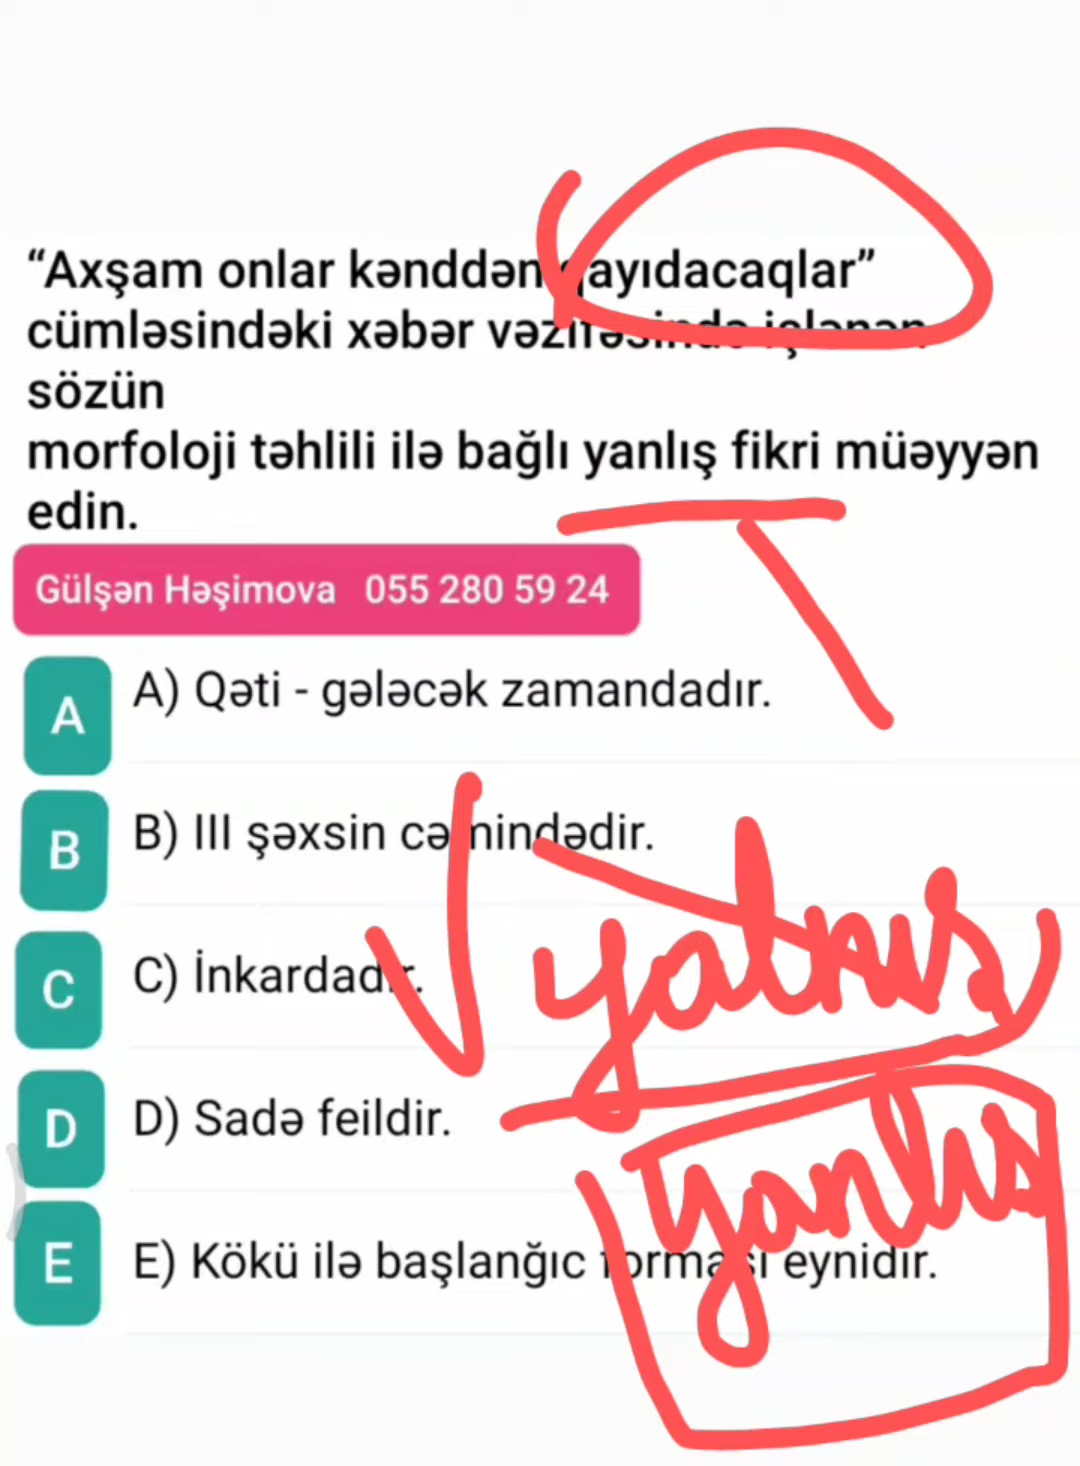 “Axşam onlar kənddən qayıdacaqlar”
cümləsindəki xəbər vəzifəsində işlənən
sözün
morfoloji təhlili ilə bağlı yanlış fikri müəyyən
edin.
Gülşən Həşimova 055 280 59 24
A A) Qəti - gələcək zamandadır.
B B) III şəxsin cəmindədir.
C C) İnkardadır.
D D) Sadə feildir.
E E) Kökü ilə başlanğıc forması eynidir.
yanlış